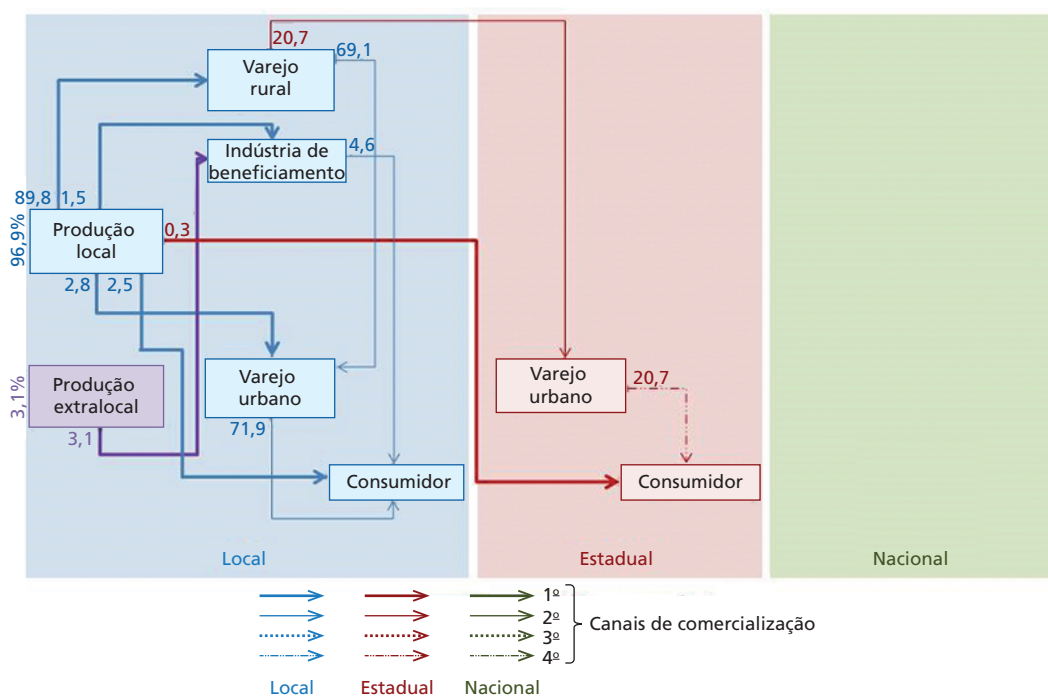 20,7
69,1
Varejo
rural
Indústria de
beneficiamento
4,6
89,8
1,5
96,9%
Produção
local
0,3
2,8
2,5
3,1%
Produção
extralocal
3,1
Varejo
urbano
71,9
Consumidor
Varejo
urbano
20,7
Consumidor
Local
Estadual
Nacional
1º
2º
3º
4º
Canais de comercialização
Local
Estadual
Nacional